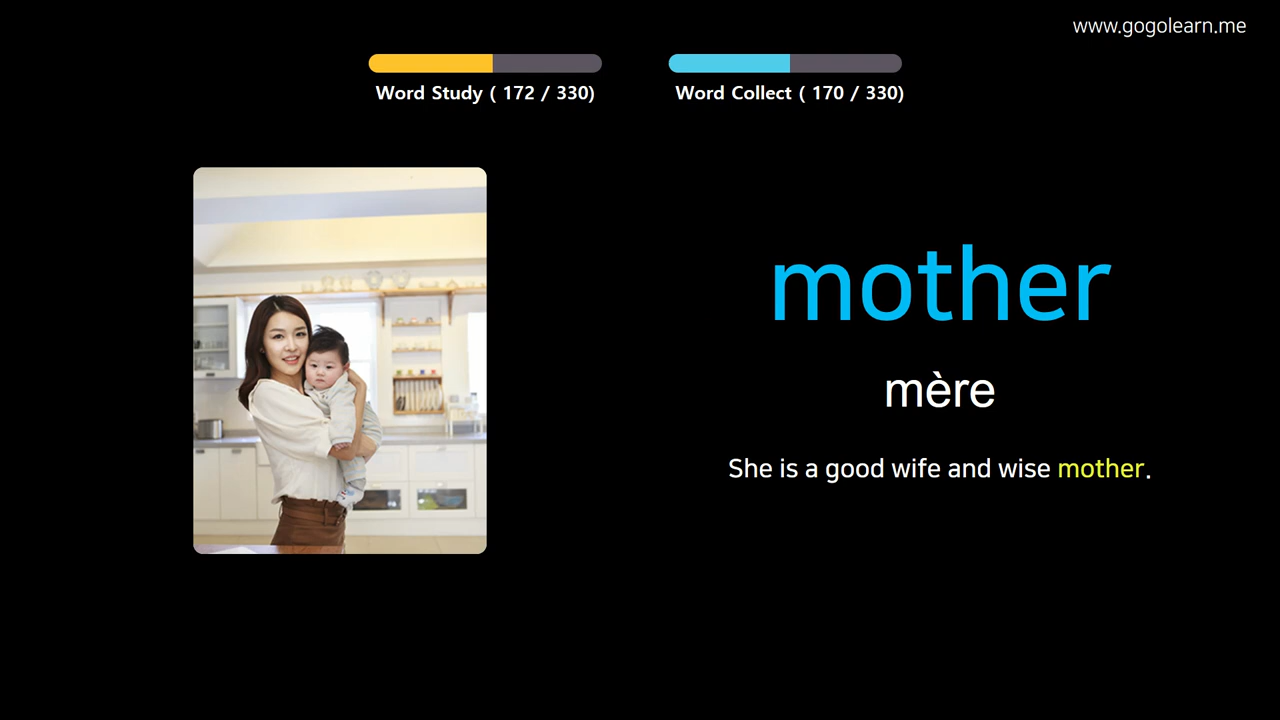 www.gogolearn.me
Word Study ( 172 / 330)
Word Collect ( 170 / 330)
mother
mère
She is a good wife and wise mother.